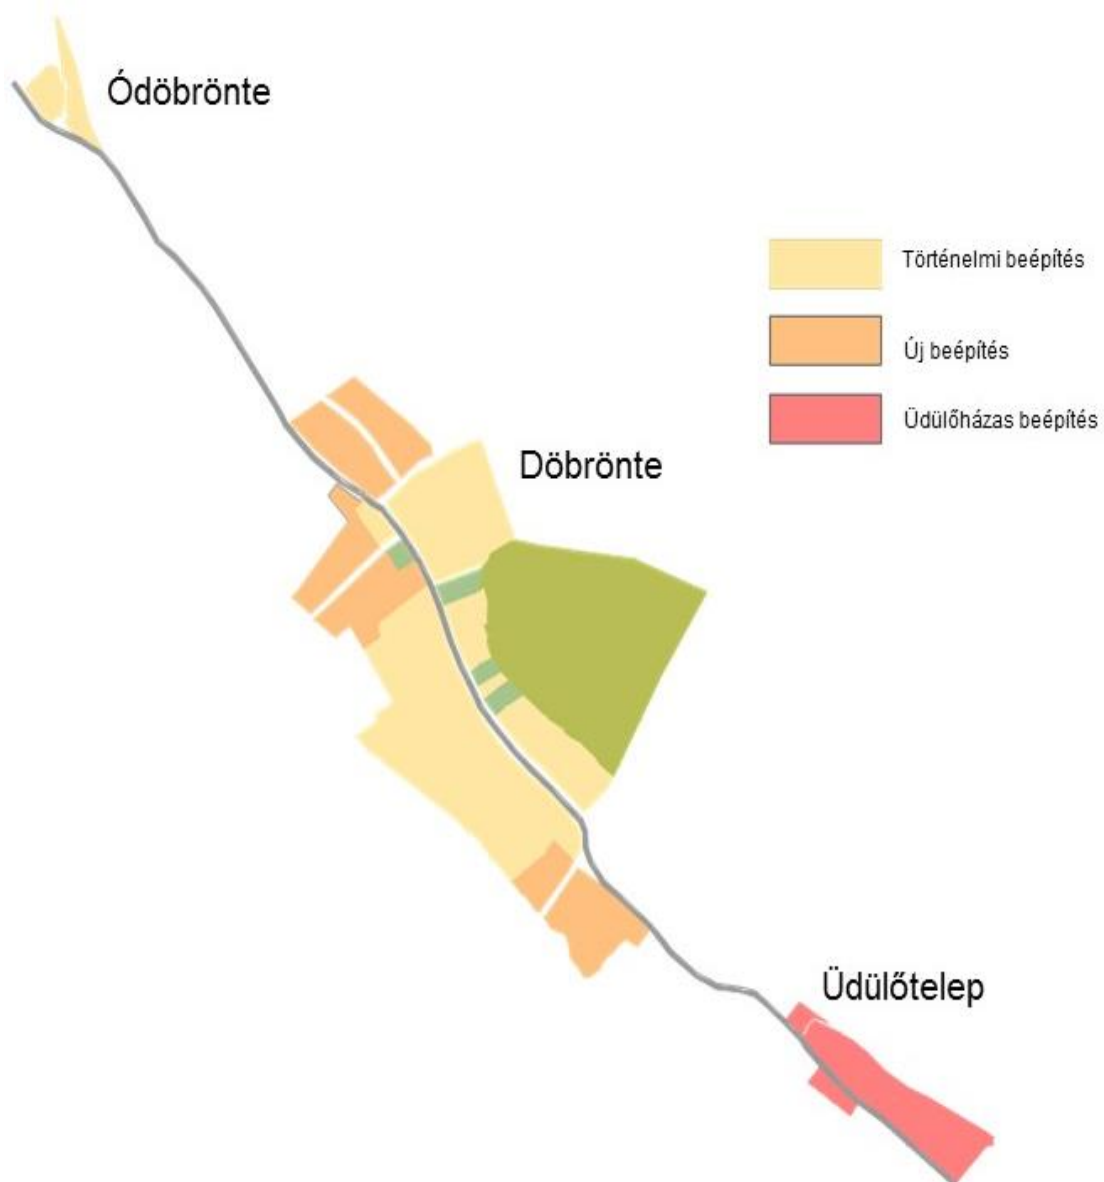 Ódöbrönte
Történelmi beépítés
Új beépítés
Üdülőházas beépítés
Döbrönte
Üdülőtelep